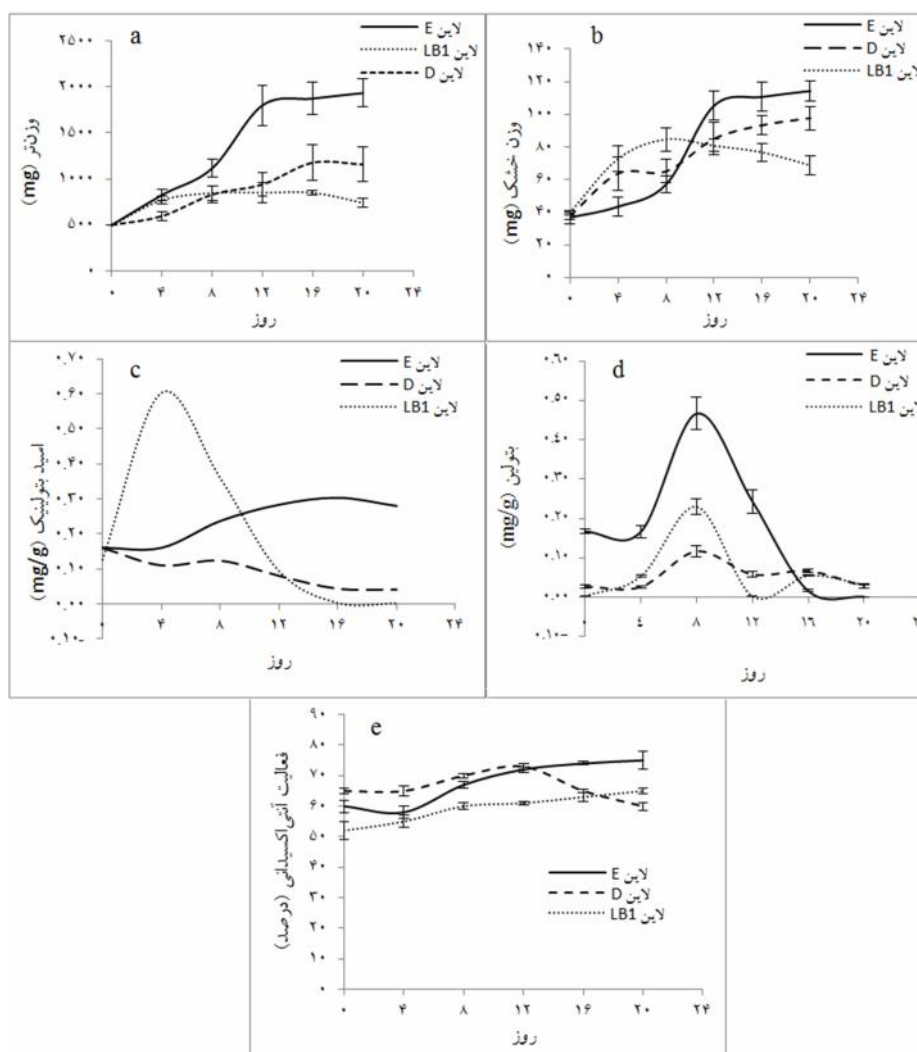 a
لاین E
لاین LB1
لاین D
وزن‌تر (mg)
۲۵۰۰
۲۰۰۰
۱۵۰۰
۱۰۰۰
۵۰۰
۰
۰ ۴ ۸ ۱۲ ۱۶ ۲۰ ۲۴
روز
b
لاین E
لاین D
لاین LB1
وزن خشک (mg)
۱۴۰
۱۲۰
۱۰۰
۸۰
۶۰
۴۰
۲۰
۰
۰ ۴ ۸ ۱۲ ۱۶ ۲۰ ۲۴
روز
c
لاین E
لاین D
لاین LB1
اسید بتولینیک (mg/g)
۰.۷۰
۰.۶۰
۰.۵۰
۰.۴۰
۰.۳۰
۰.۲۰
۰.۱۰
۰.۰۰
۰.۱۰-
۰ ۴ ۸ ۱۲ ۱۶ ۲۰ ۲۴
روز
d
لاین E
لاین D
لاین LB1
بتولین (mg/g)
۰.۶۰
۰.۵۰
۰.۴۰
۰.۳۰
۰.۲۰
۰.۱۰
۰.۰۰
۰.۱۰-
۰ ٤ ۸ ۱۲ ۱٦ ۲۰
روز
e
فعالیت آنتی‌اکسیدانی (درصد)
۹۰
۸۰
۷۰
۶۰
۵۰
۴۰
۳۰
۲۰
۱۰
۰
لاین E
لاین D
لاین LB1
۰ ۴ ۸ ۱۲ ۱۶ ۲۰ ۲۴
روز